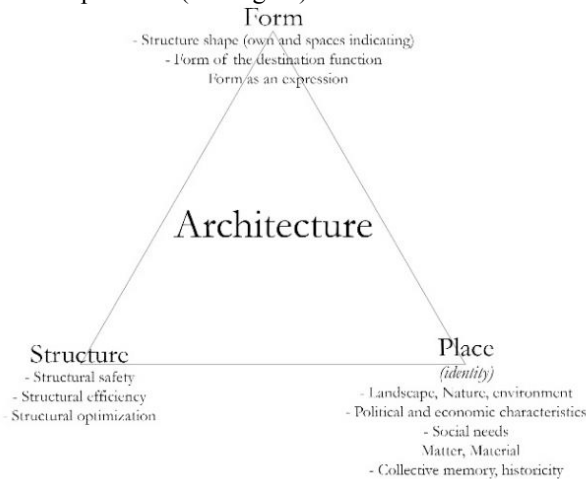 Form
- Structure shape (own and spaces indicating)
- Form of the destination function
Form as an expression
Architecture
Structure
- Structural safety
- Structural efficiency
- Structural optimization
Place
(identity)
- Landscape, Nature, environment
- Political and economic characteristics
- Social needs
Matter, Material
- Collective memory, historicity